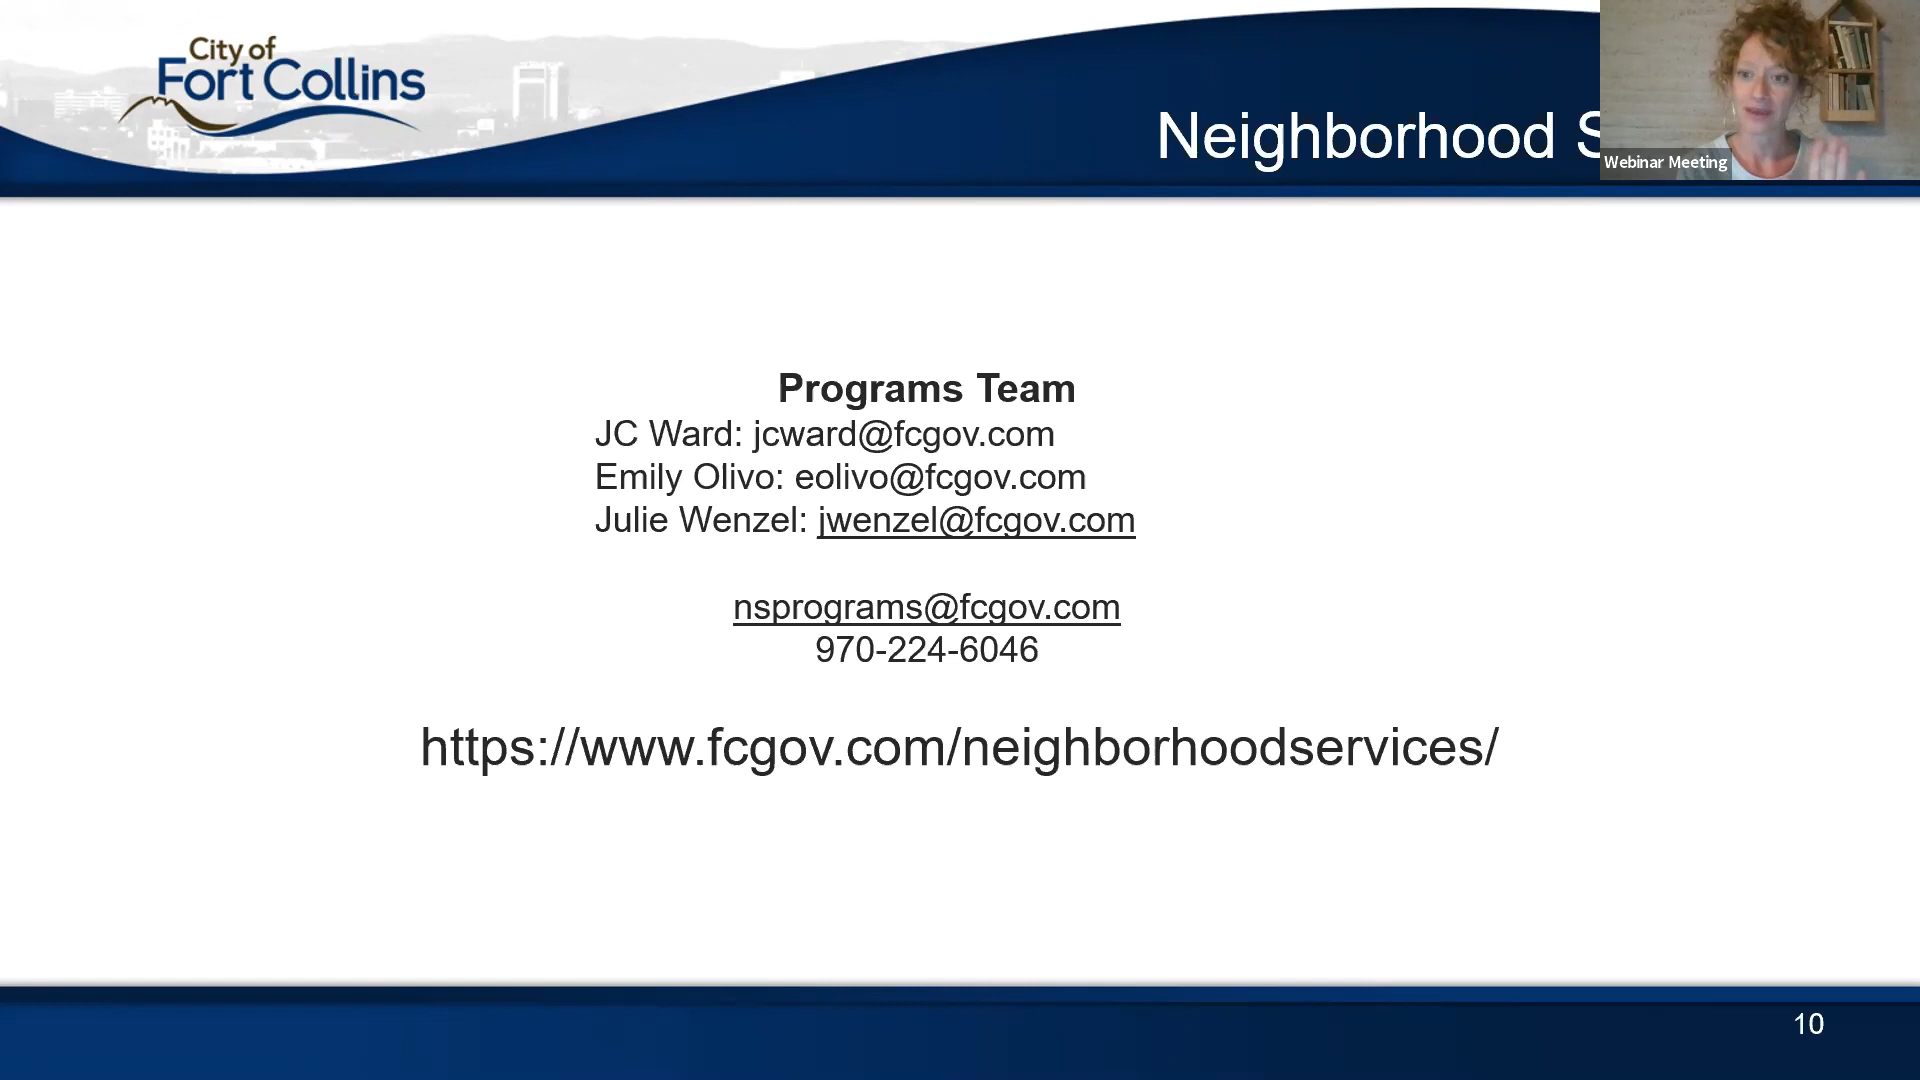 City of
Fort Collins
Neighborhood S
Webinar Meeting
Programs Team
JC Ward: jcward@fcgov.com
Emily Olivo: eolivo@fcgov.com
Julie Wenzel: jwenzel@fcgov.com
nsprograms@fcgov.com
970-224-6046
https://www.fcgov.com/neighborhoodservices/
10